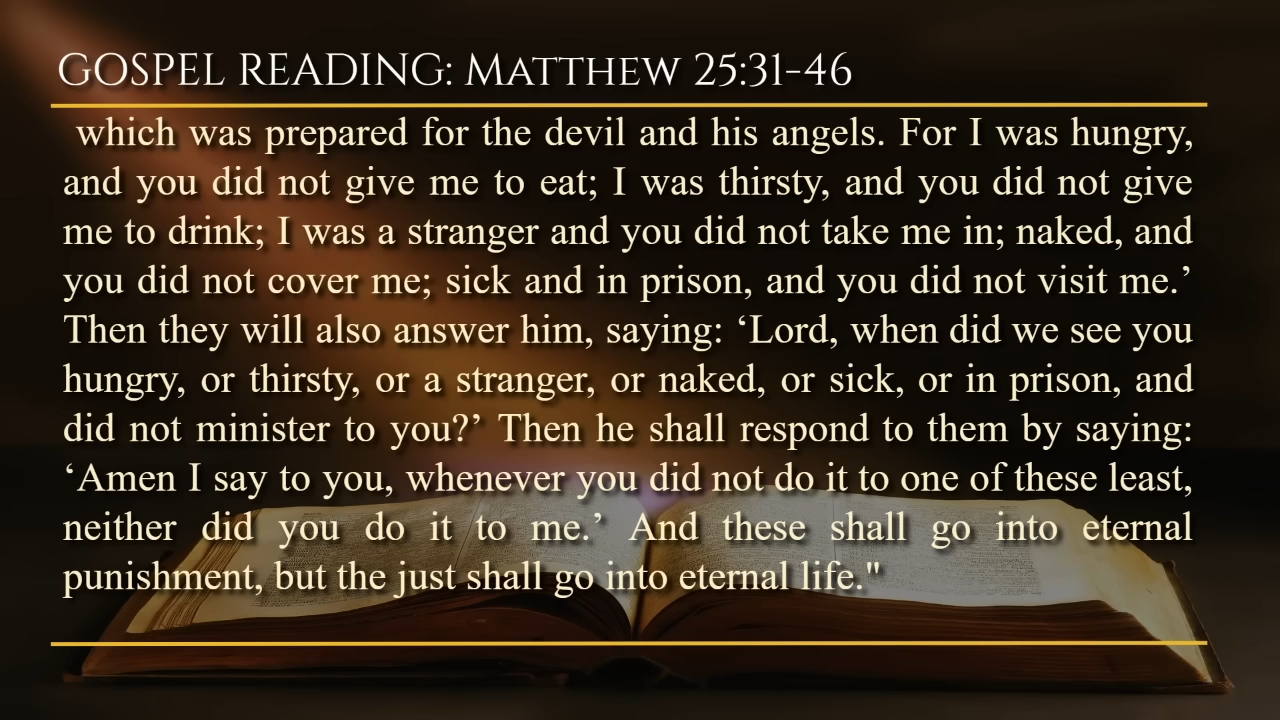 GOSPEL READING: MATTHEW 25:31-46
which was prepared for the devil and his angels. For I was hungry,
and you did not give me to eat; I was thirsty, and you did not give
me to drink; I was a stranger and you did not take me in; naked, and
you did not cover me; sick and in prison, and you did not visit me.’
Then they will also answer him, saying: ‘Lord, when did we see you
hungry, or thirsty, or a stranger, or naked, or sick, or in prison, and
did not minister to you?’ Then he shall respond to them by saying:
‘Amen I say to you, whenever you did not do it to one of these least,
neither did you do it to me.’ And these shall go into eternal
punishment, but the just shall go into eternal life."